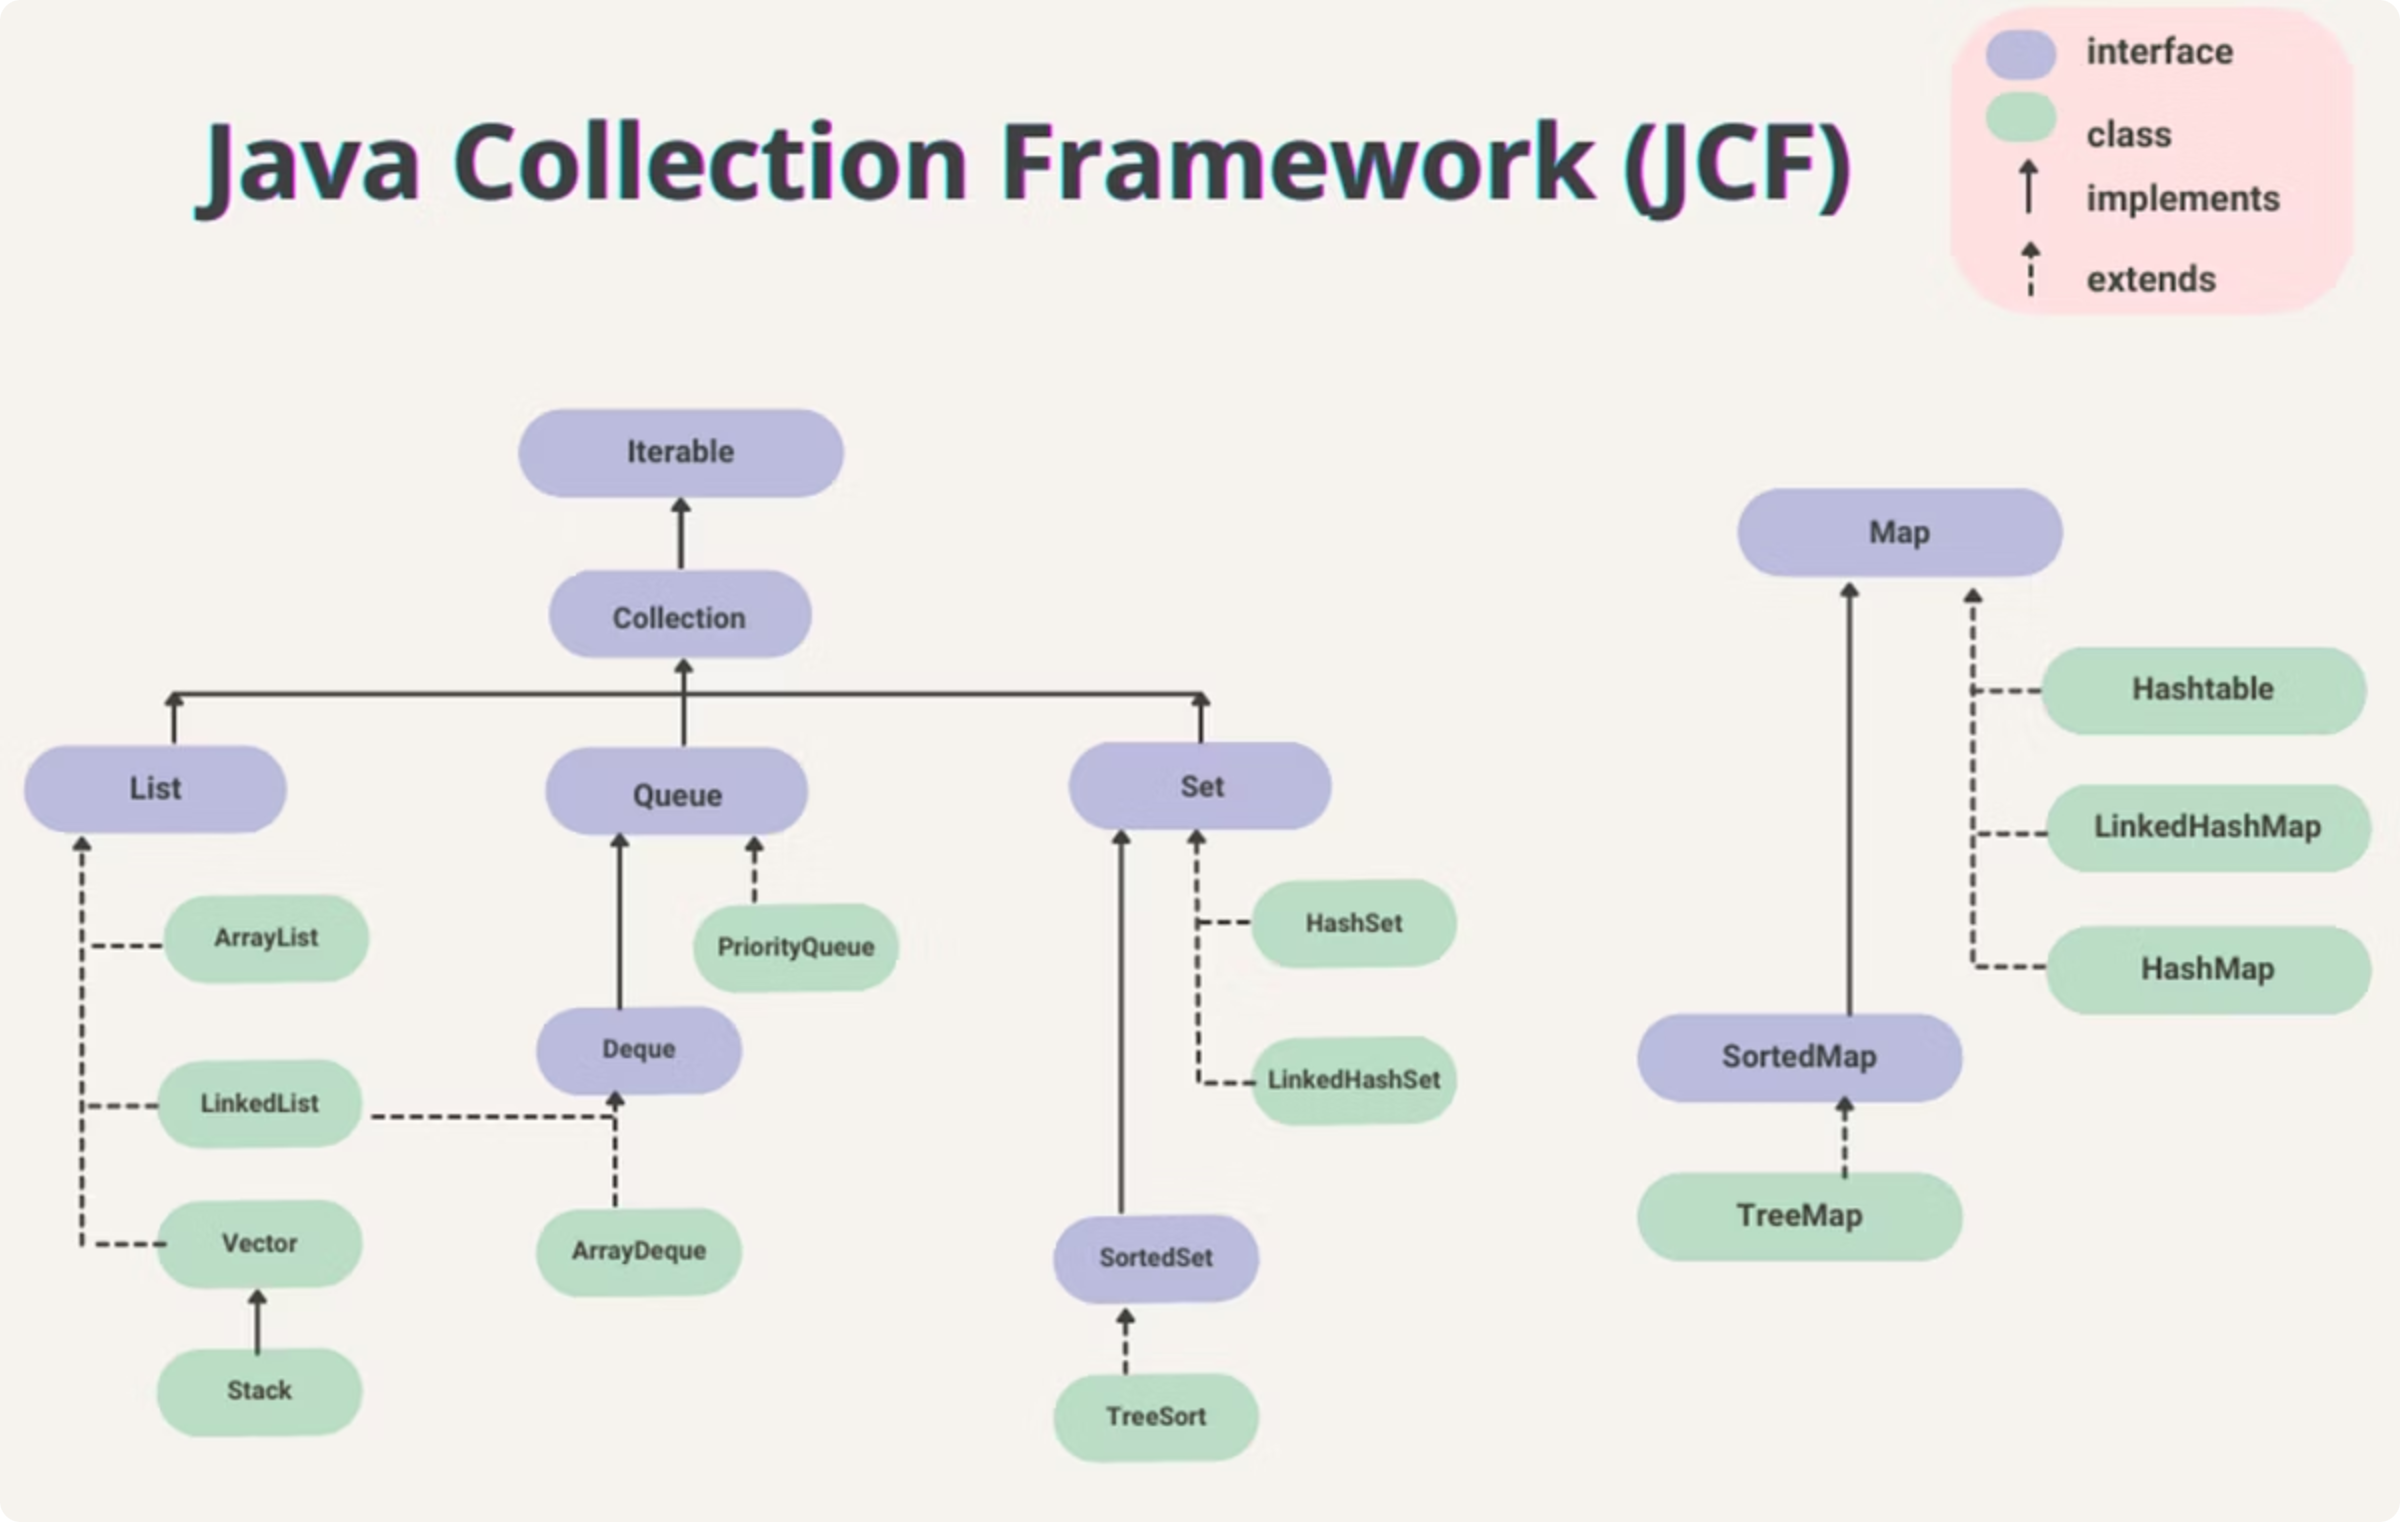 Java Collection Framework (JCF)
interface
class
implements
extends
Iterable
Collection
List
Queue
Set
ArrayList
LinkedList
Vector
Stack
PriorityQueue
Deque
ArrayDeque
HashSet
LinkedHashSet
SortedSet
TreeSort
Map
Hashtable
LinkedHashMap
HashMap
SortedMap
TreeMap